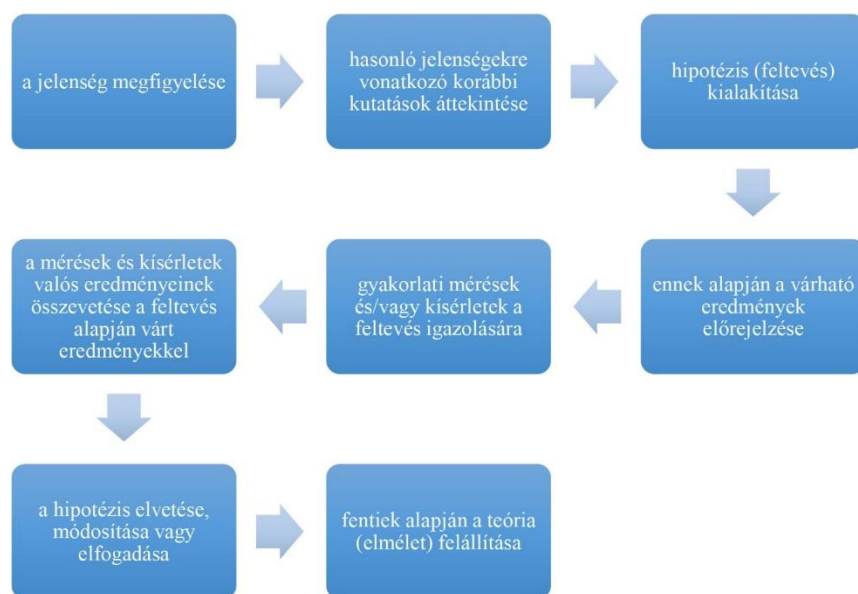 a jelenség megfigyelése
hasonló jelenségekre
vonatkozó korábbi
kutatások áttekintése
hipotézis (feltevés)
kialakítása
ennek alapján a várható
eredmények
előrejelzése
gyakorlati mérések
és/vagy kísérletek a
feltevés igazolására
a mérések és kísérletek
valós eredményeinek
összevetése a feltevés
alapján várt
eredményekkel
a hipotézis elvetése,
módosítása vagy
elfogadása
fentiek alapján a teória
(elmélet) felállítása